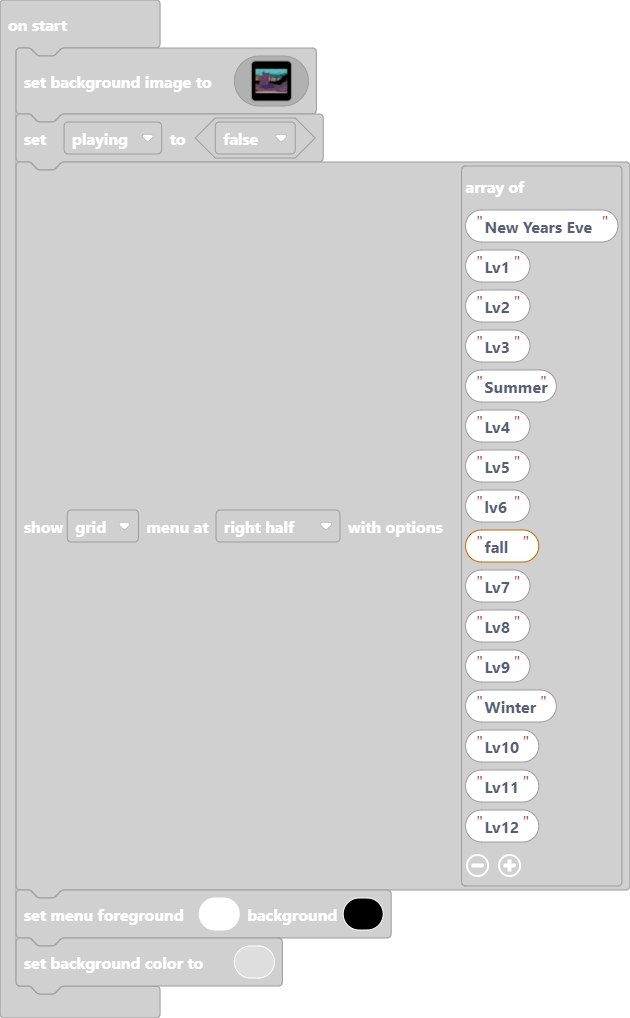 on start
set background image to
set playing to false
array of
"New Years Eve "
"Lv1"
"Lv2"
"Lv3"
"Summer"
"Lv4"
"Lv5"
"lv6"
show grid menu at right half with options
"fall "
"Lv7"
"Lv8"
"Lv9"
"Winter"
"Lv10"
"Lv11"
"Lv12"
set menu foreground background
set background color to